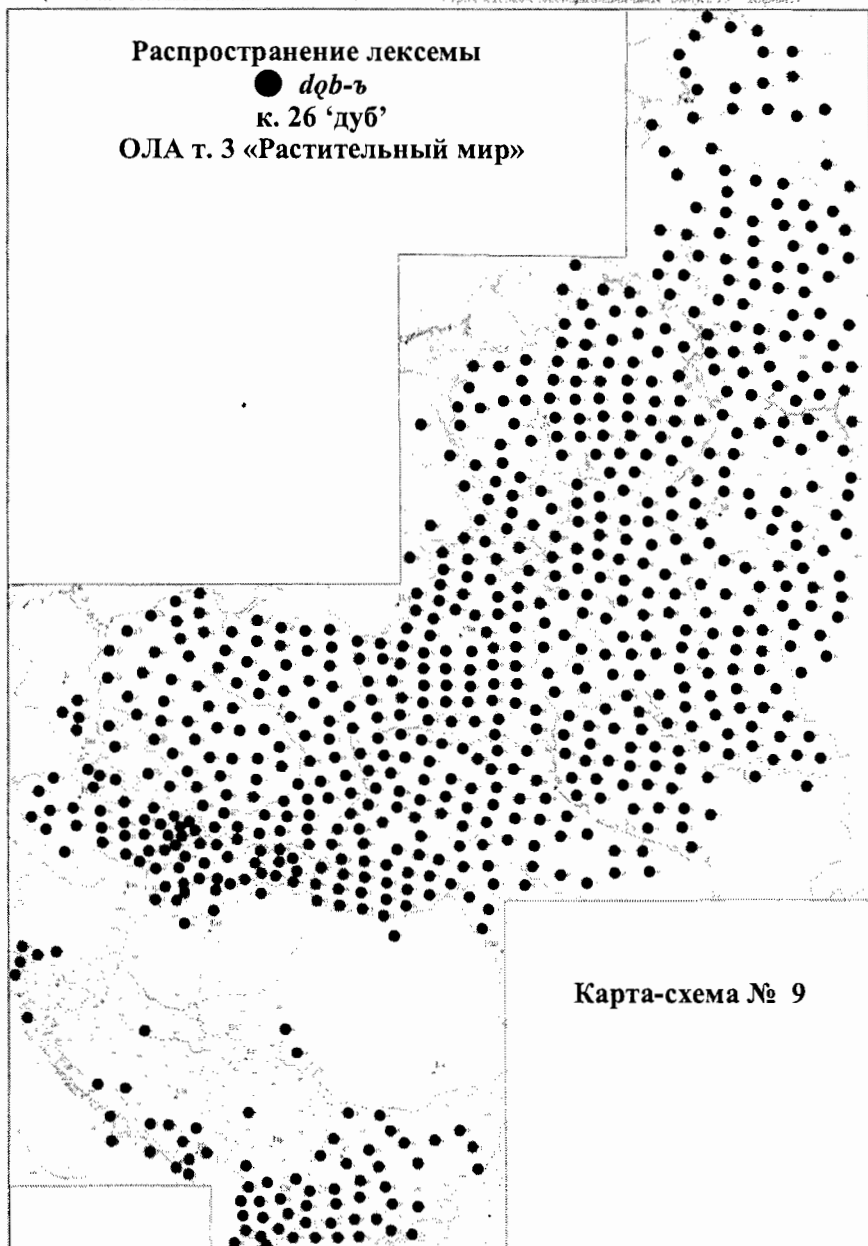 Распространение лексемы
● dǫb-ъ
к. 26 ‘дуб’
ОЛА т. 3 «Растительный мир»
Карта-схема № 9